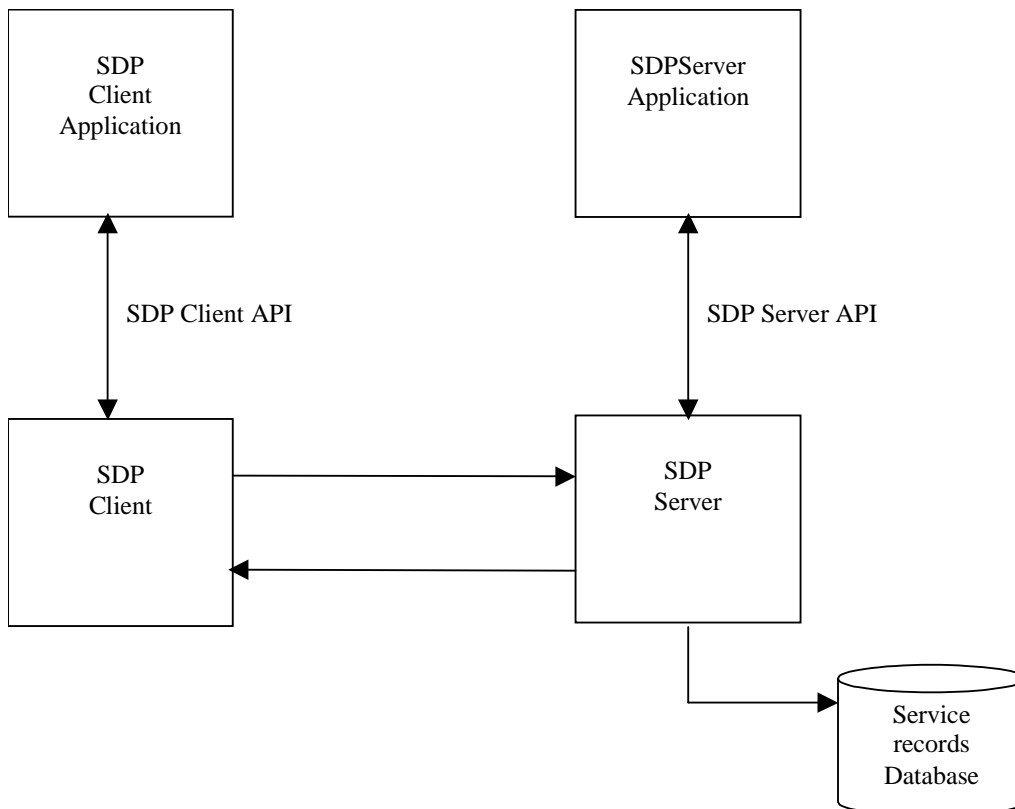 SDP
Client
Application
SDPServer
Application
SDP Client API
SDP Server API
SDP
Client
SDP
Server
Service
records
Database